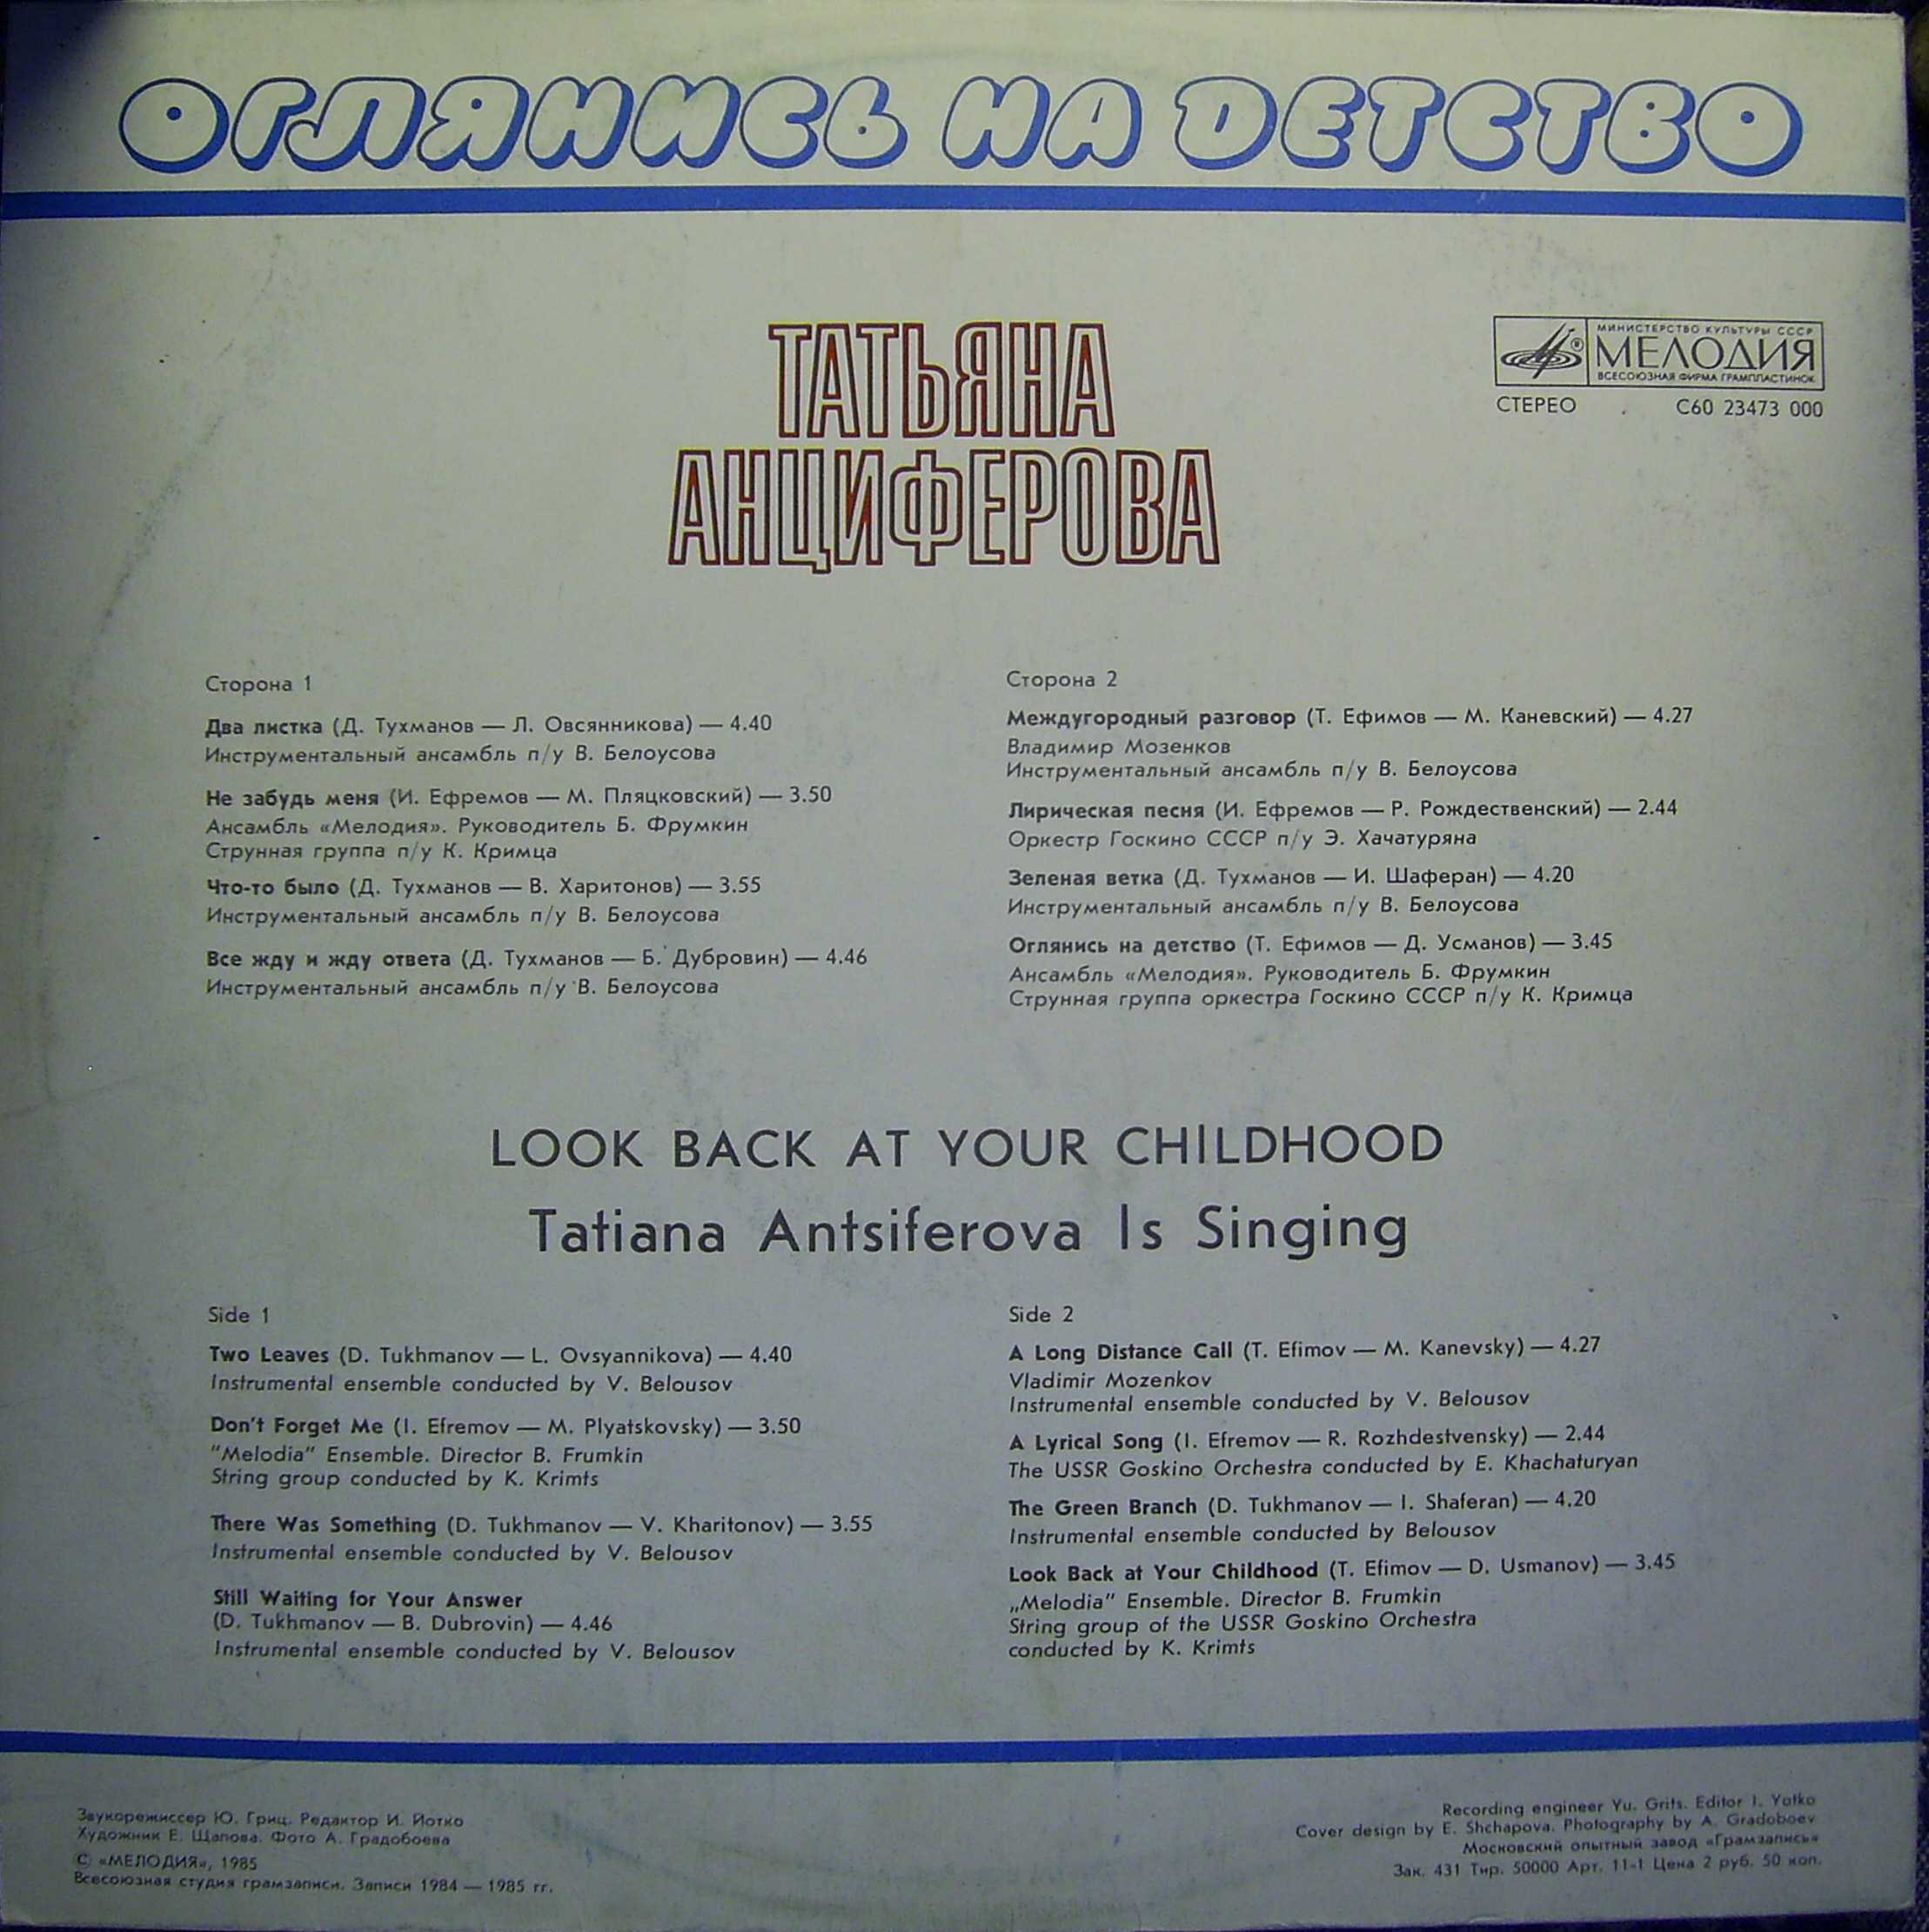 ОГЛЯНИСЬ НА ДЕТСТВО
ТАТЬЯНА
АНЦИФЕРОВА
МИНИСТЕРСТВО КУЛЬТУРЫ СССР
® МЕЛОДИЯ
ВСЕСОЮЗНАЯ ФИРМА ГРАМПЛАСТИНОК
СТЕРЕО С60 23473 000
Сторона 1
Два листка (Д. Тухманов — Л. Овсянникова) — 4.40
Инструментальный ансамбль п/у В. Белоусова
Не забудь меня (И. Ефремов — М. Пляцковский) — 3.50
Ансамбль «Мелодия». Руководитель Б. Фрумкин
Струнная группа п/у К. Кримца
Что-то было (Д. Тухманов — В. Харитонов) — 3.55
Инструментальный ансамбль п/у В. Белоусова
Все жду и жду ответа (Д. Тухманов — Б. Дубровин) — 4.46
Инструментальный ансамбль п/у В. Белоусова
Сторона 2
Междугородный разговор (Т. Ефимов — М. Каневский) — 4.27
Владимир Мозенков
Инструментальный ансамбль п/у В. Белоусова
Лирическая песня (И. Ефремов — Р. Рождественский) — 2.44
Оркестр Госкино СССР п/у Э. Хачатуряна
Зеленая ветка (Д. Тухманов — И. Шаферан) — 4.20
Инструментальный ансамбль п/у В. Белоусова
Оглянись на детство (Т. Ефимов — Д. Усманов) — 3.45
Ансамбль «Мелодия». Руководитель Б. Фрумкин
Струнная группа оркестра Госкино СССР п/у К. Кримца
LOOK BACK AT YOUR CHILDHOOD
Tatiana Antsiferova Is Singing
Side 1
Two Leaves (D. Tukhmanov — L. Ovsyannikova) — 4.40
Instrumental ensemble conducted by V. Belousov
Don't Forget Me (I. Efremov — M. Plyatskovsky) — 3.50
"Melodia" Ensemble. Director B. Frumkin
String group conducted by K. Krimts
There Was Something (D. Tukhmanov — V. Kharitonov) — 3.55
Instrumental ensemble conducted by V. Belousov
Still Waiting for Your Answer
(D. Tukhmanov — B. Dubrovin) — 4.46
Instrumental ensemble conducted by V. Belousov
Side 2
A Long Distance Call (T. Efimov — M. Kanevsky) — 4.27
Vladimir Mozenkov
Instrumental ensemble conducted by V. Belousov
A Lyrical Song (I. Efremov — R. Rozhdestvensky) — 2.44
The USSR Goskino Orchestra conducted by E. Khachaturyan
The Green Branch (D. Tukhmanov — I. Shaferan) — 4.20
Instrumental ensemble conducted by Belousov
Look Back at Your Childhood (T. Efimov — D. Usmanov) — 3.45
„Melodia" Ensemble. Director B. Frumkin
String group of the USSR Goskino Orchestra
conducted by K. Krimts
Звукорежиссер Ю. Гриц. Редактор И. Йотко
Художник Е. Щапова. Фото А. Градобоева
© «МЕЛОДИЯ», 1985
Всесоюзная студия грамзаписи. Записи 1984 — 1985 гг.
Recording engineer Yu. Grits. Editor I. Yotko
Cover design by E. Shchapova. Photography by A. Gradoboev
Московский опытный завод «Грамзапись»
Зак. 431 Тир. 50000 Арт. 11-1 Цена 2 руб. 50 коп.